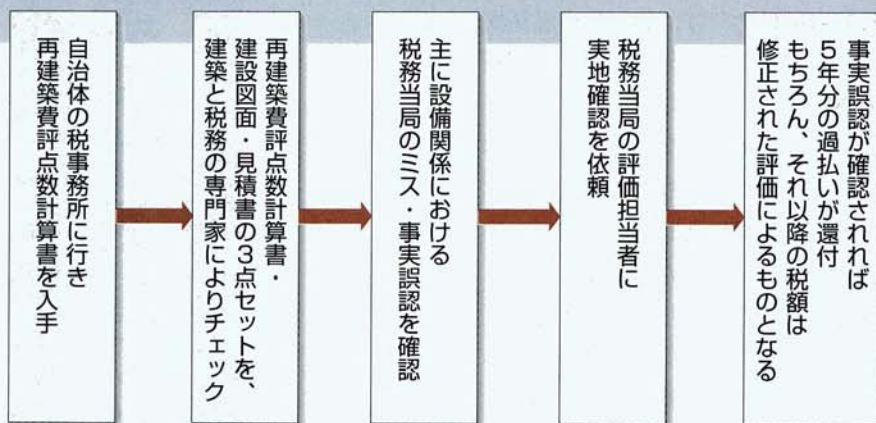 自治体の税事務所に行き
再建築費評点数計算書を入手
再建築費評点数計算書・
建設図面・見積書の3点セットを、
建築と税務の専門家によりチェック
主に設備関係における
税務当局のミス・事実誤認を確認
税務当局の評価担当者に
実地確認を依頼
事実誤認が確認されれば
5年分の過払いが還付
もちろん、それ以降の税額は
修正された評価によるものとなる